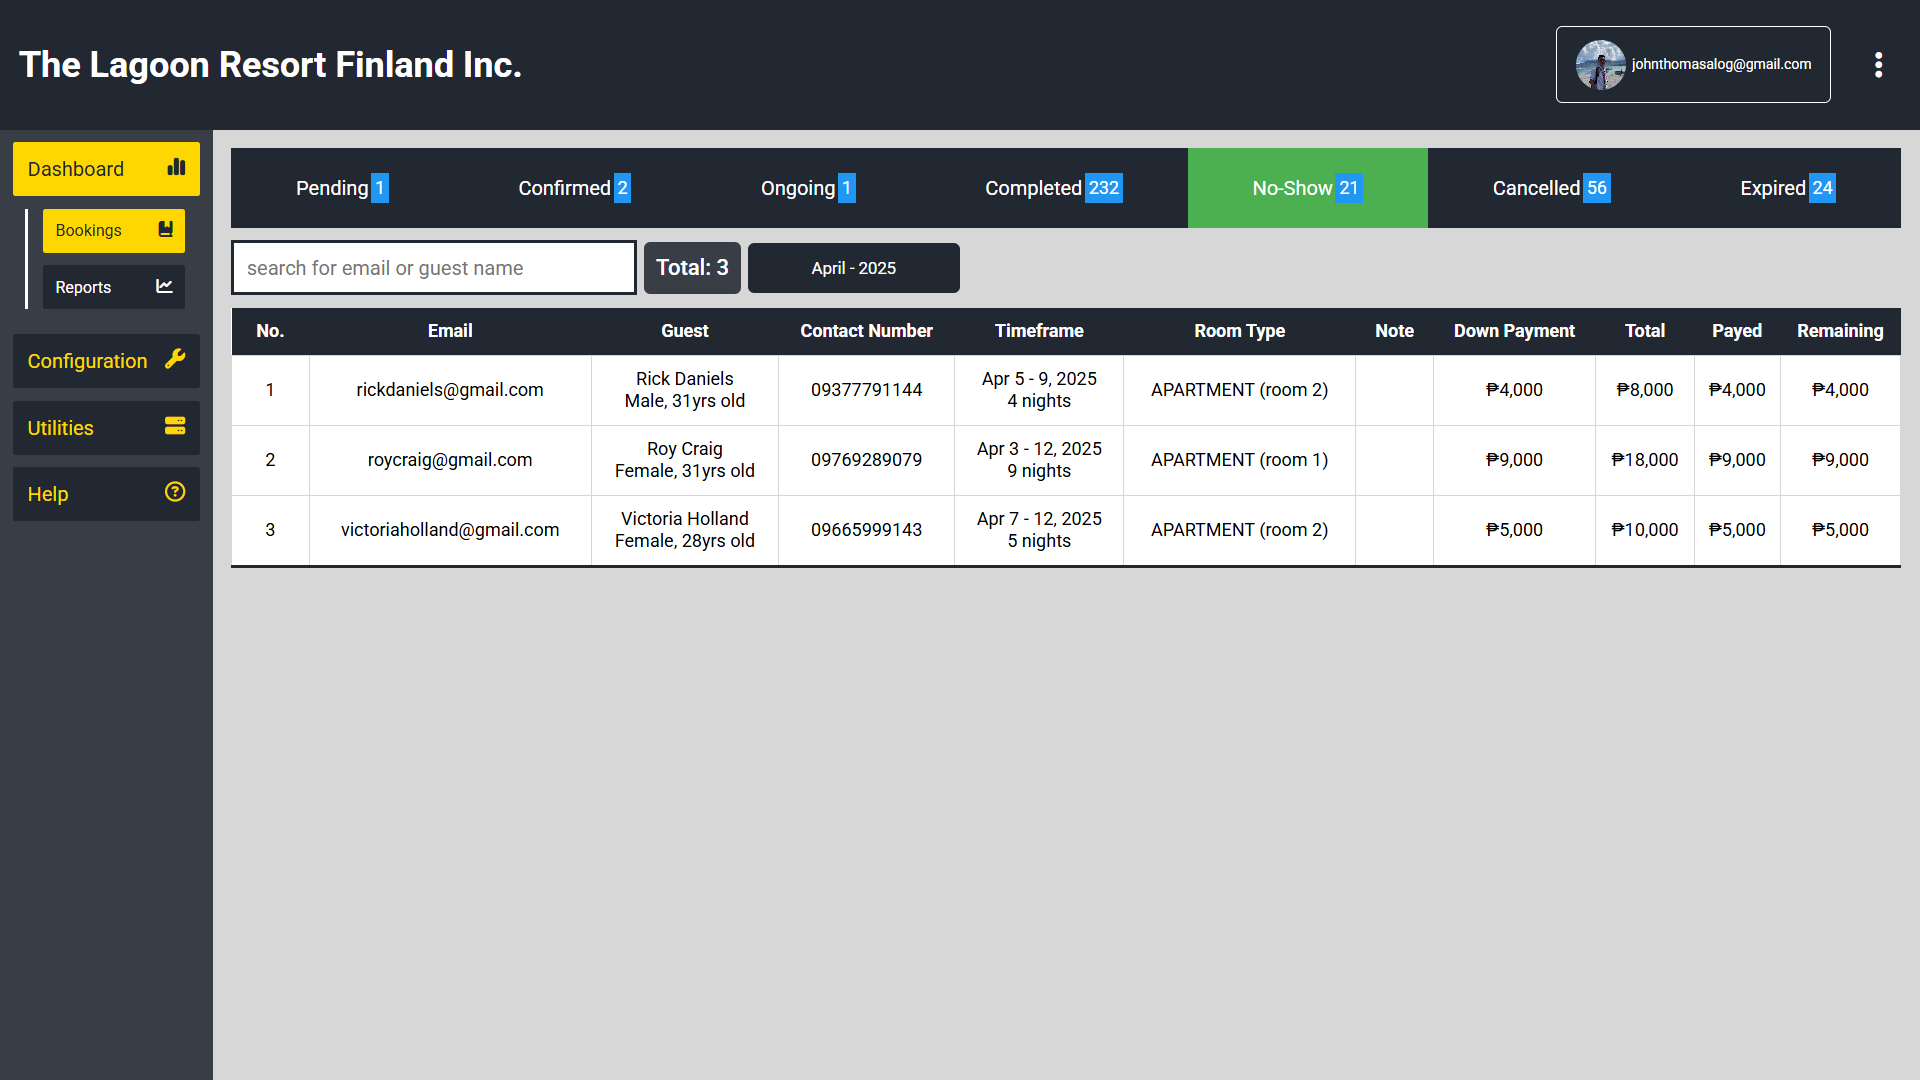 The Lagoon Resort Finland Inc.
johnthomasalog@gmail.com
Dashboard
Bookings
Reports
Configuration
Utilities
Help
Pending 1 Confirmed 2 Ongoing 1 Completed 232 No-Show 21 Cancelled 56 Expired 24
search for email or guest name Total: 3 April - 2025
No. Email Guest Contact Number Timeframe Room Type Note Down Payment Total Payed Remaining
1 rickdaniels@gmail.com Rick Daniels Male, 31yrs old 09377791144 Apr 5 - 9, 2025 4 nights APARTMENT (room 2) ₱4,000 ₱8,000 ₱4,000 ₱4,000
2 roycraig@gmail.com Roy Craig Female, 31yrs old 09769289079 Apr 3 - 12, 2025 9 nights APARTMENT (room 1) ₱9,000 ₱18,000 ₱9,000 ₱9,000
3 victoriaholland@gmail.com Victoria Holland Female, 28yrs old 09665999143 Apr 7 - 12, 2025 5 nights APARTMENT (room 2) ₱5,000 ₱10,000 ₱5,000 ₱5,000